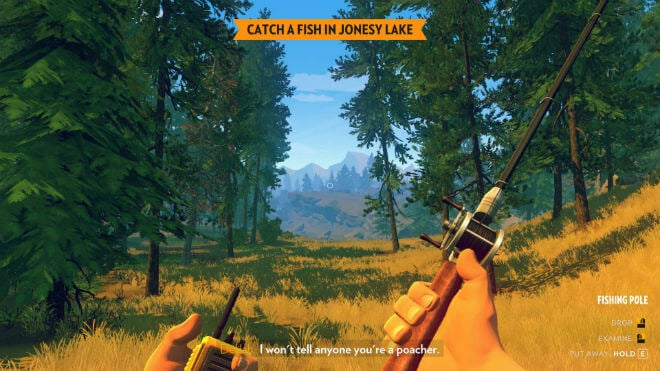 CATCH A FISH IN JONESY LAKE
FISHING POLE
DROP
EXAMINE
PUT AWAY HOLD E
I won't tell anyone you're a poacher.